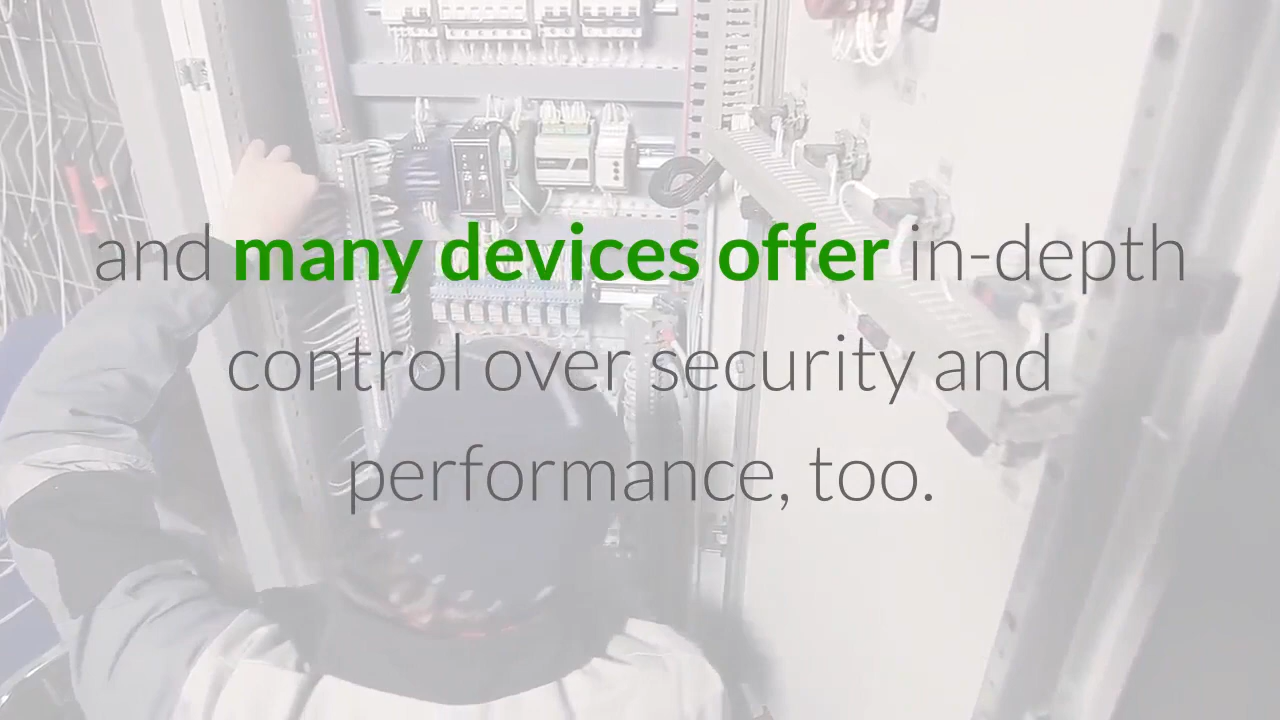 and many devices offer in-depth
control over security and
performance, too.